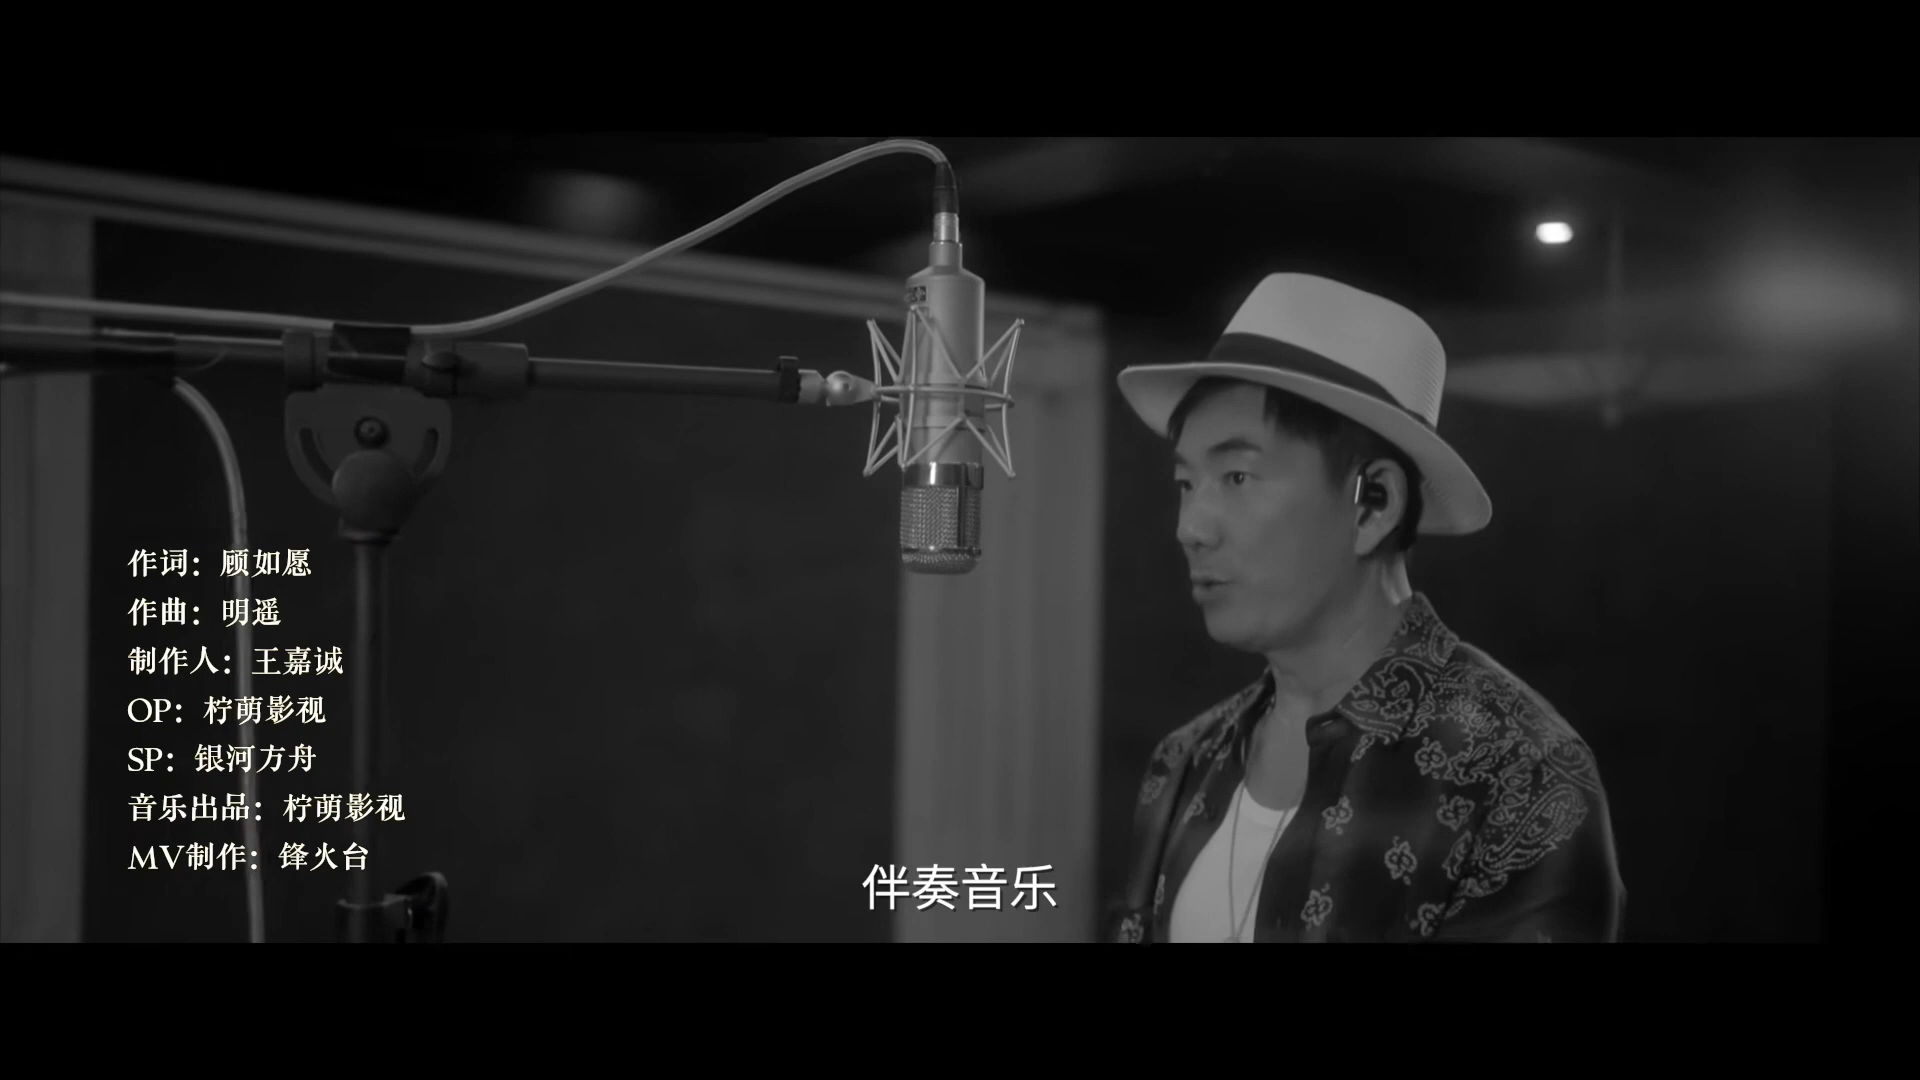 作词：顾如愿
作曲：明遥
制作人：王嘉诚
OP：柠萌影视
SP：银河方舟
音乐出品：柠萌影视
MV制作：锋火台
伴奏音乐